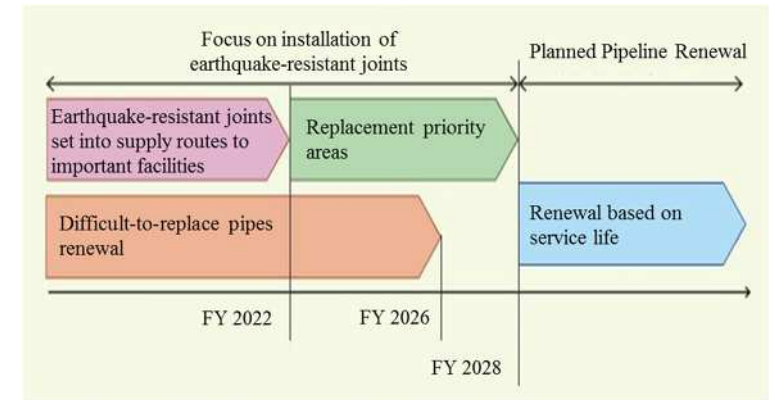 Focus on installation of
earthquake-resistant joints
Planned Pipeline Renewal
Earthquake-resistant joints
set into supply routes to
important facilities
Replacement priority
areas
Difficult-to-replace pipes
renewal
Renewal based on
service life
FY 2022
FY 2026
FY 2028